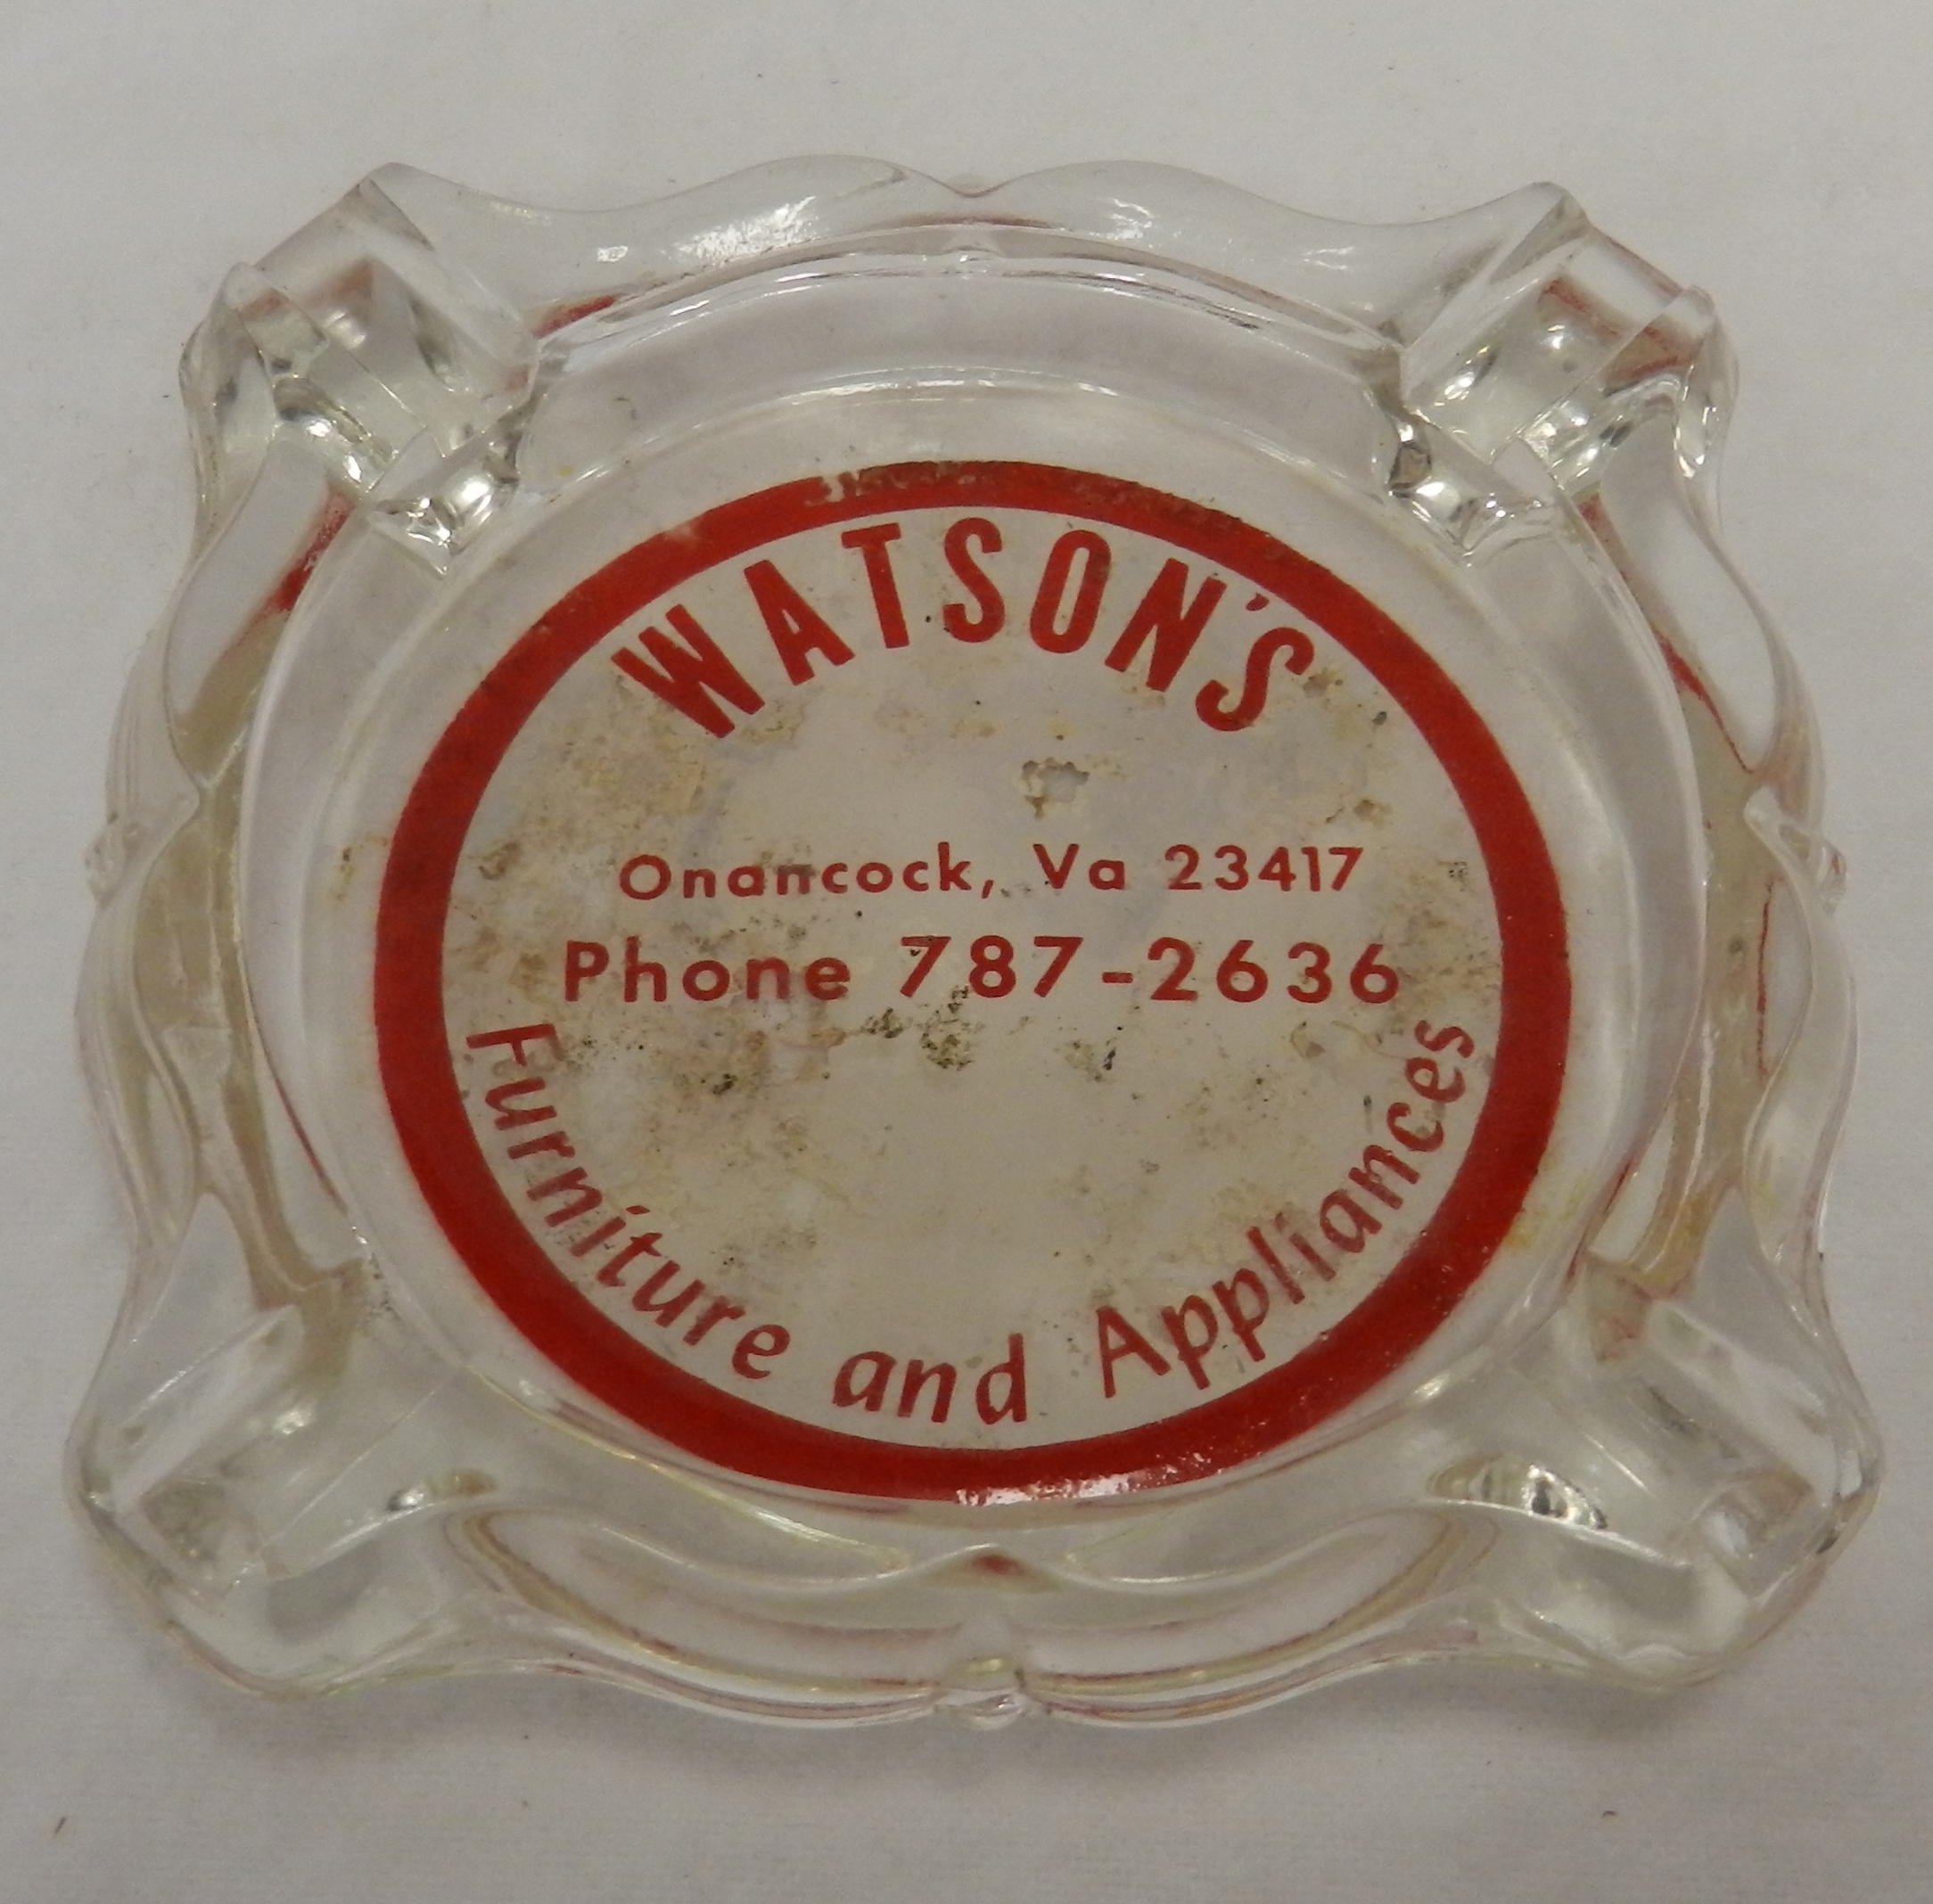 WATSON'S
Onancock, Va 23417
Phone 787-2636
Furniture and Appliances